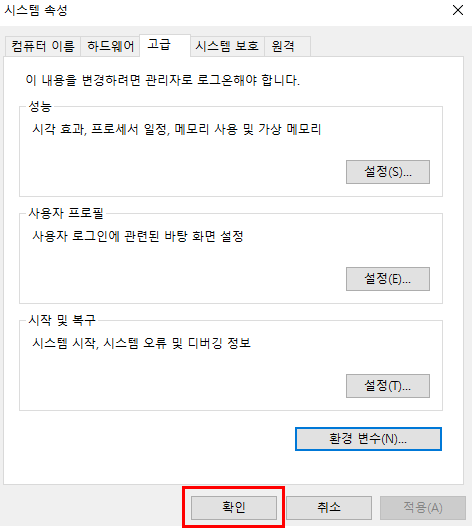 시스템 속성
컴퓨터 이름 하드웨어 고급 시스템 보호 원격
이 내용을 변경하려면 관리자로 로그온해야 합니다.
성능
시각 효과, 프로세서 일정, 메모리 사용 및 가상 메모리
설정(S)...
사용자 프로필
사용자 로그인에 관련된 바탕 화면 설정
설정(E)...
시작 및 복구
시스템 시작, 시스템 오류 및 디버깅 정보
설정(T)...
환경 변수(N)...
확인 취소 적용(A)